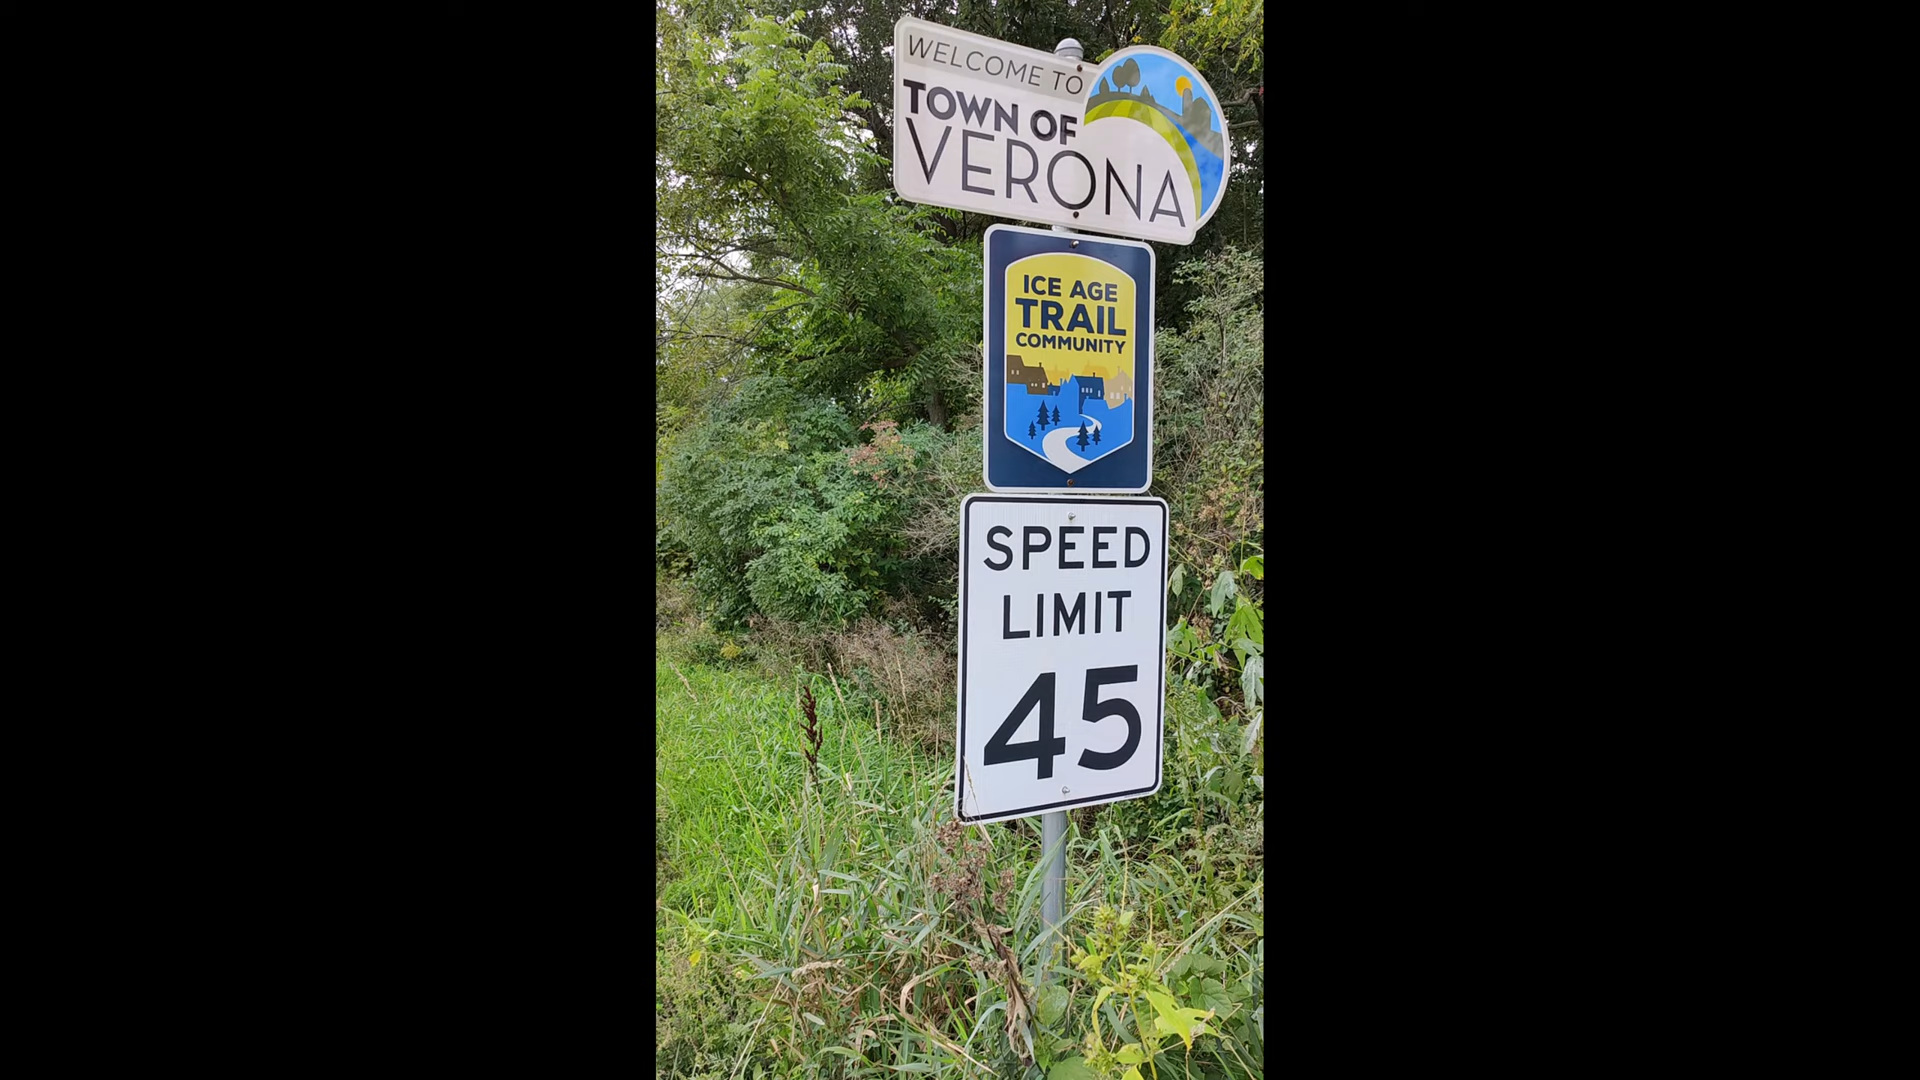 WELCOME TO
TOWN OF
VERONA
ICE AGE
TRAIL
COMMUNITY
SPEED
LIMIT
45